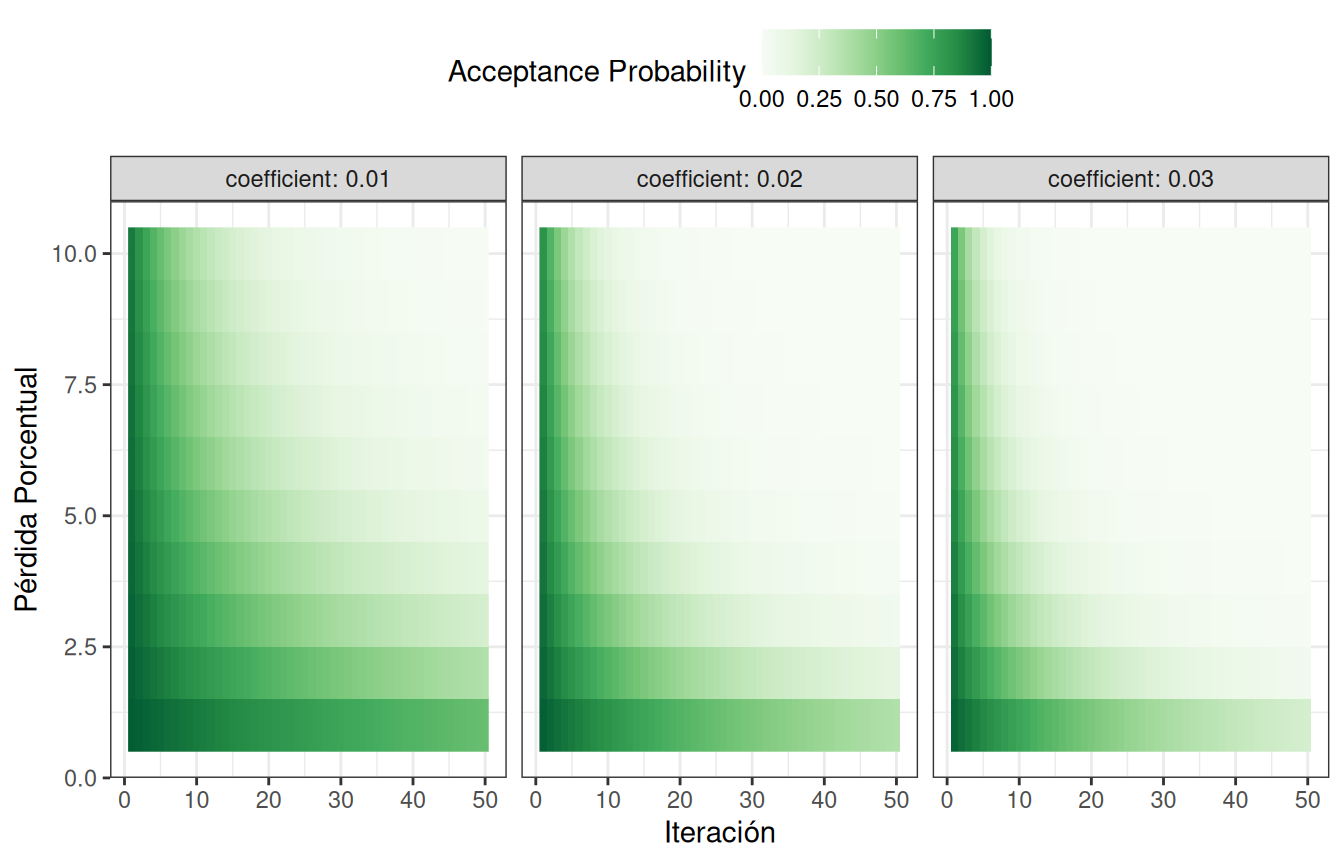 Acceptance Probability
0.00 0.25 0.50 0.75 1.00
coefficient: 0.01 coefficient: 0.02 coefficient: 0.03
Pérdida Porcentual
10.0
7.5
5.0
2.5
0.0
0 10 20 30 40 50 0 10 20 30 40 50 0 10 20 30 40 50
Iteración